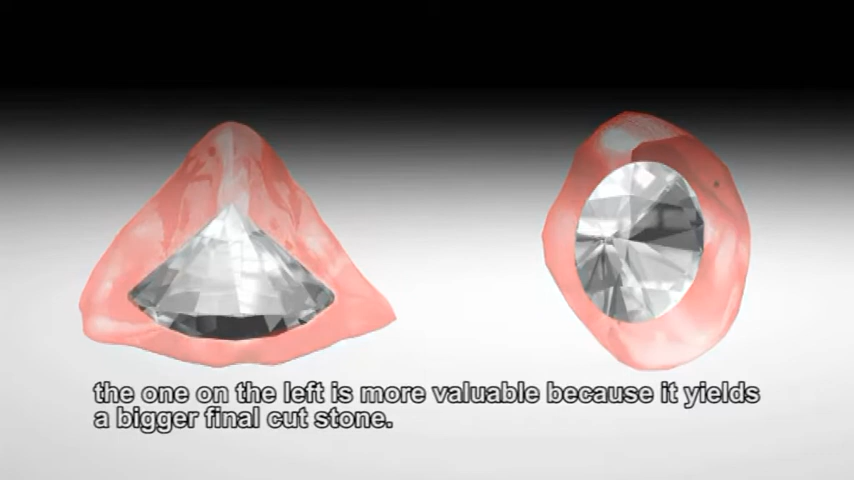 the one on the left is more valuable because it yields
a bigger final cut stone.